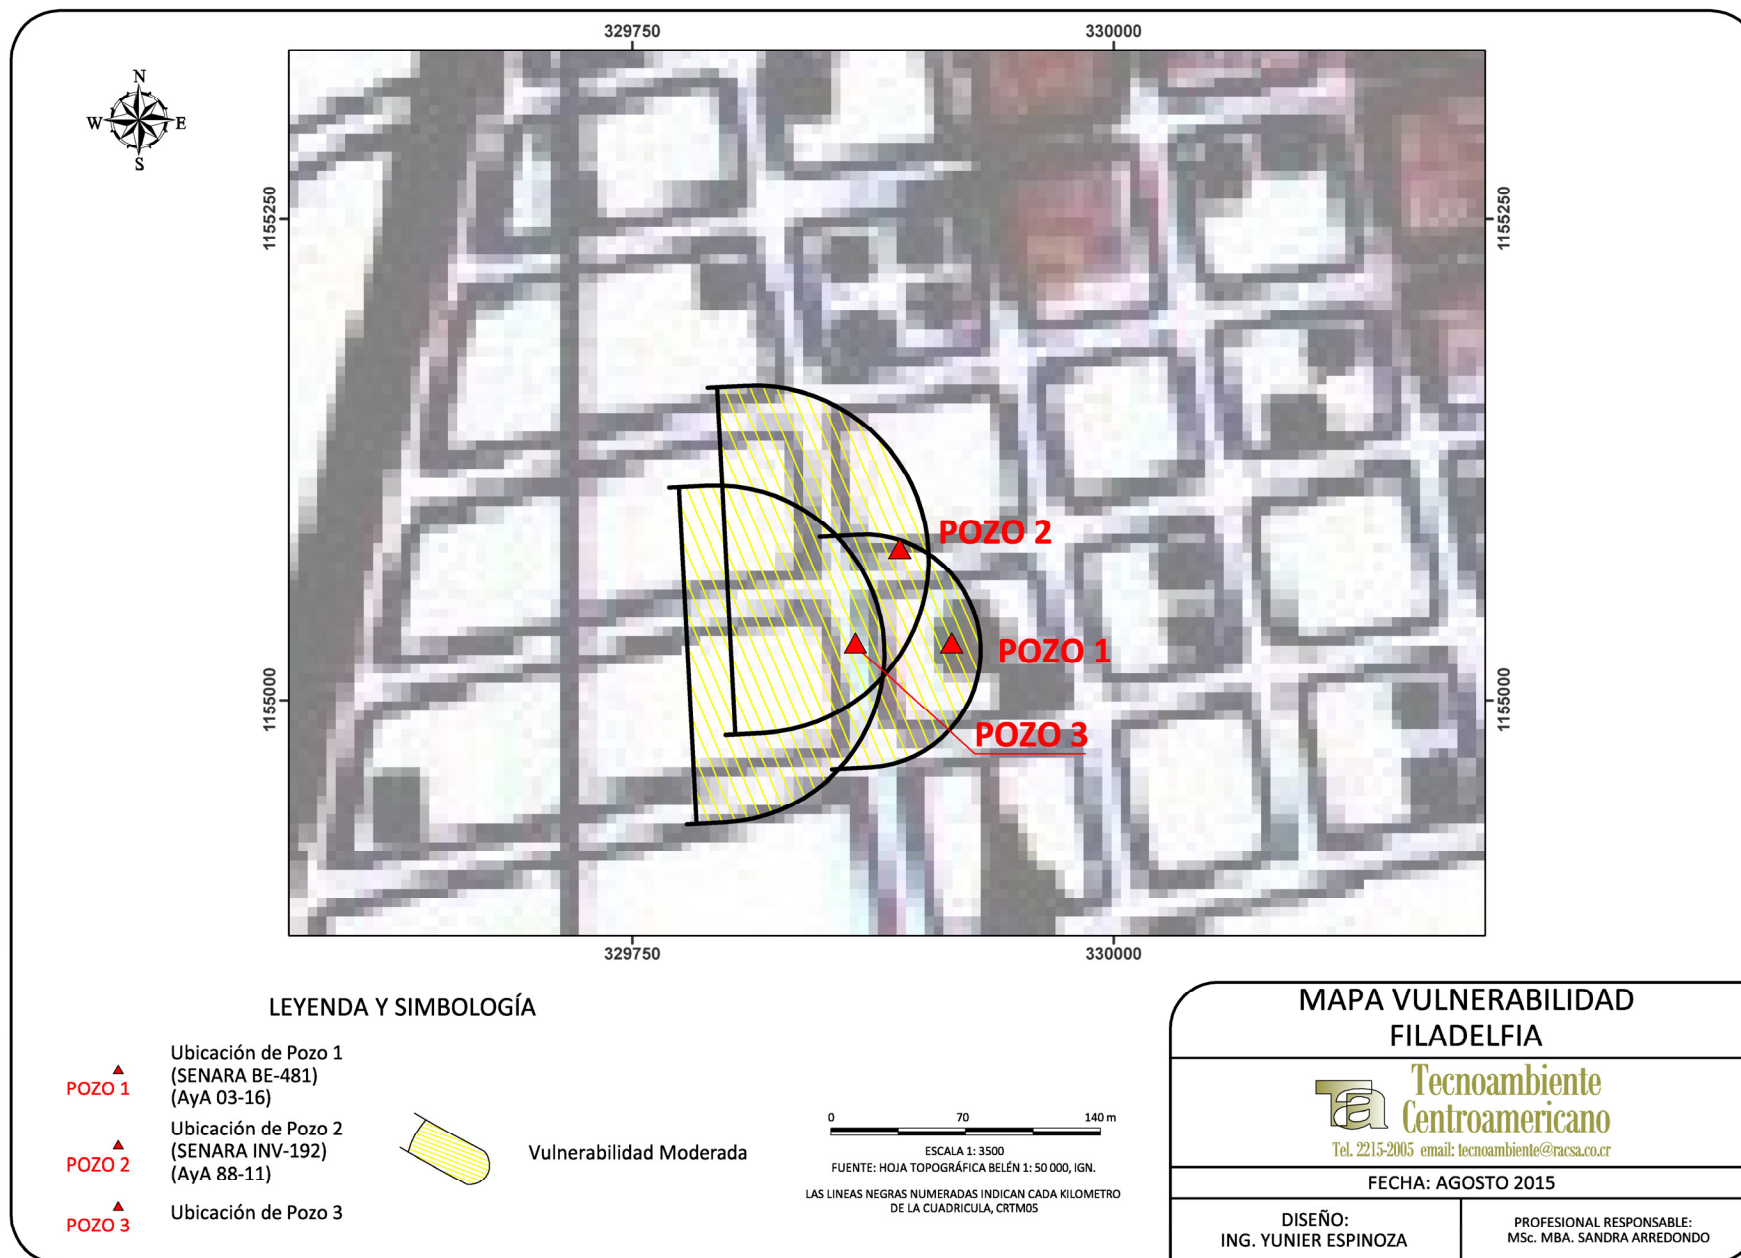 329750
330000
N
W E
S
1155250
1155250
POZO 2
POZO 1
POZO 3
1155000
1155000
329750
330000
LEYENDA Y SIMBOLOGÍA
POZO 1
Ubicación de Pozo 1
(SENARA BE-481)
(AyA 03-16)
POZO 2
Ubicación de Pozo 2
(SENARA INV-192)
(AyA 88-11)
POZO 3
Ubicación de Pozo 3
Vulnerabilidad Moderada
0 70 140 m
ESCALA 1: 3500
FUENTE: HOJA TOPOGRÁFICA BELÉN 1: 50 000, IGN.
LAS LINEAS NEGRAS NUMERADAS INDICAN CADA KILOMETRO
DE LA CUADRICULA, CRTM05
MAPA VULNERABILIDAD
FILADELFIA
Ta
Tecnoambiente
Centroamericano
Tel. 2215-2005 email: tecnoambiente@racsa.co.cr
FECHA: AGOSTO 2015
DISEÑO:
ING. YUNIER ESPINOZA
PROFESIONAL RESPONSABLE:
MSc. MBA. SANDRA ARREDONDO